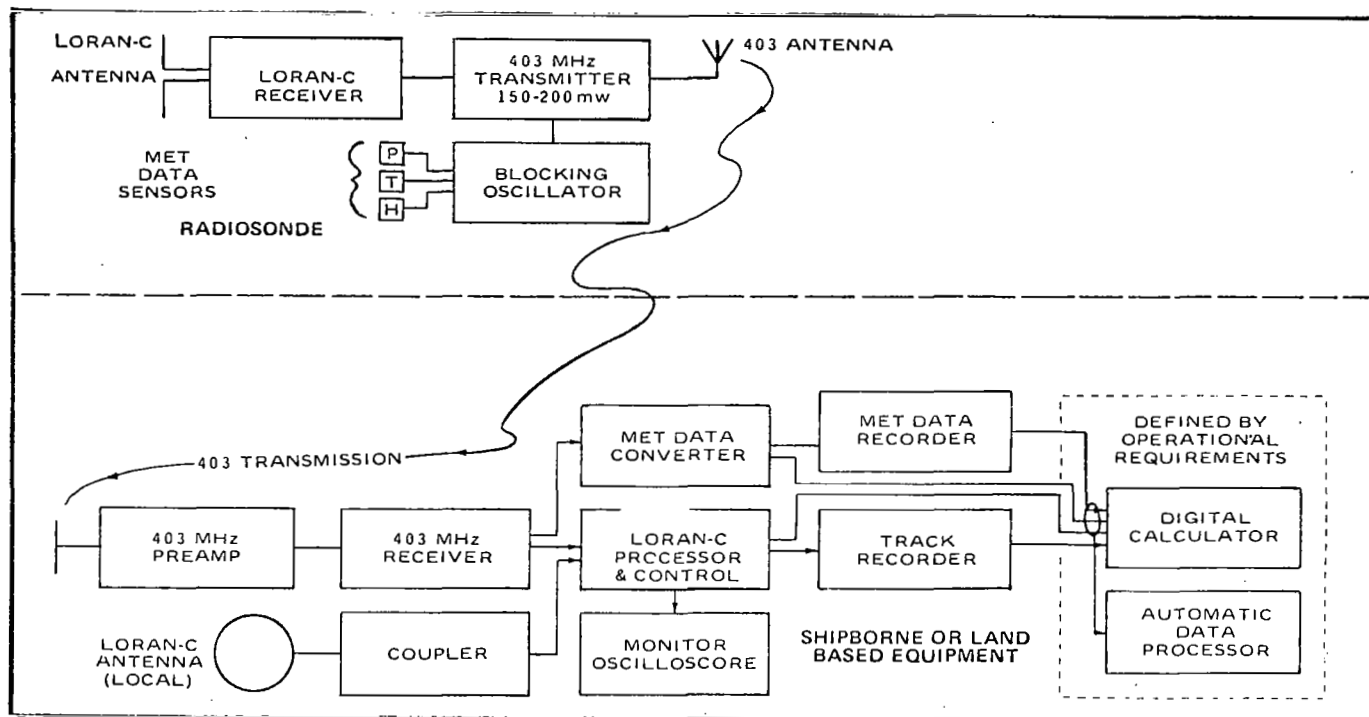 LORAN-C
ANTENNA
LORAN-C
RECEIVER
403 MHz
TRANSMITTER
150-200mw
403 ANTENNA
MET
DATA
SENSORS
P
T
H
BLOCKING
OSCILLATOR
RADIOSONDE
403 TRANSMISSION
MET DATA
CONVERTER
MET DATA
RECORDER
DEFINED BY
OPERATIONAL
REQUIREMENTS
403 MHz
PREAMP
403 MHz
RECEIVER
LORAN-C
PRCCESSOR
& CONTROL
TRACK
RECORDER
DIGITAL
CALCULATOR
LORAN-C
ANTENNA
(LOCAL)
COUPLER
MONITOR
OSCILLOSCORE
SHIPBORNE OR LAND
BASED EQUIPMENT
AUTOMATIC
DATA
PROCESSOR